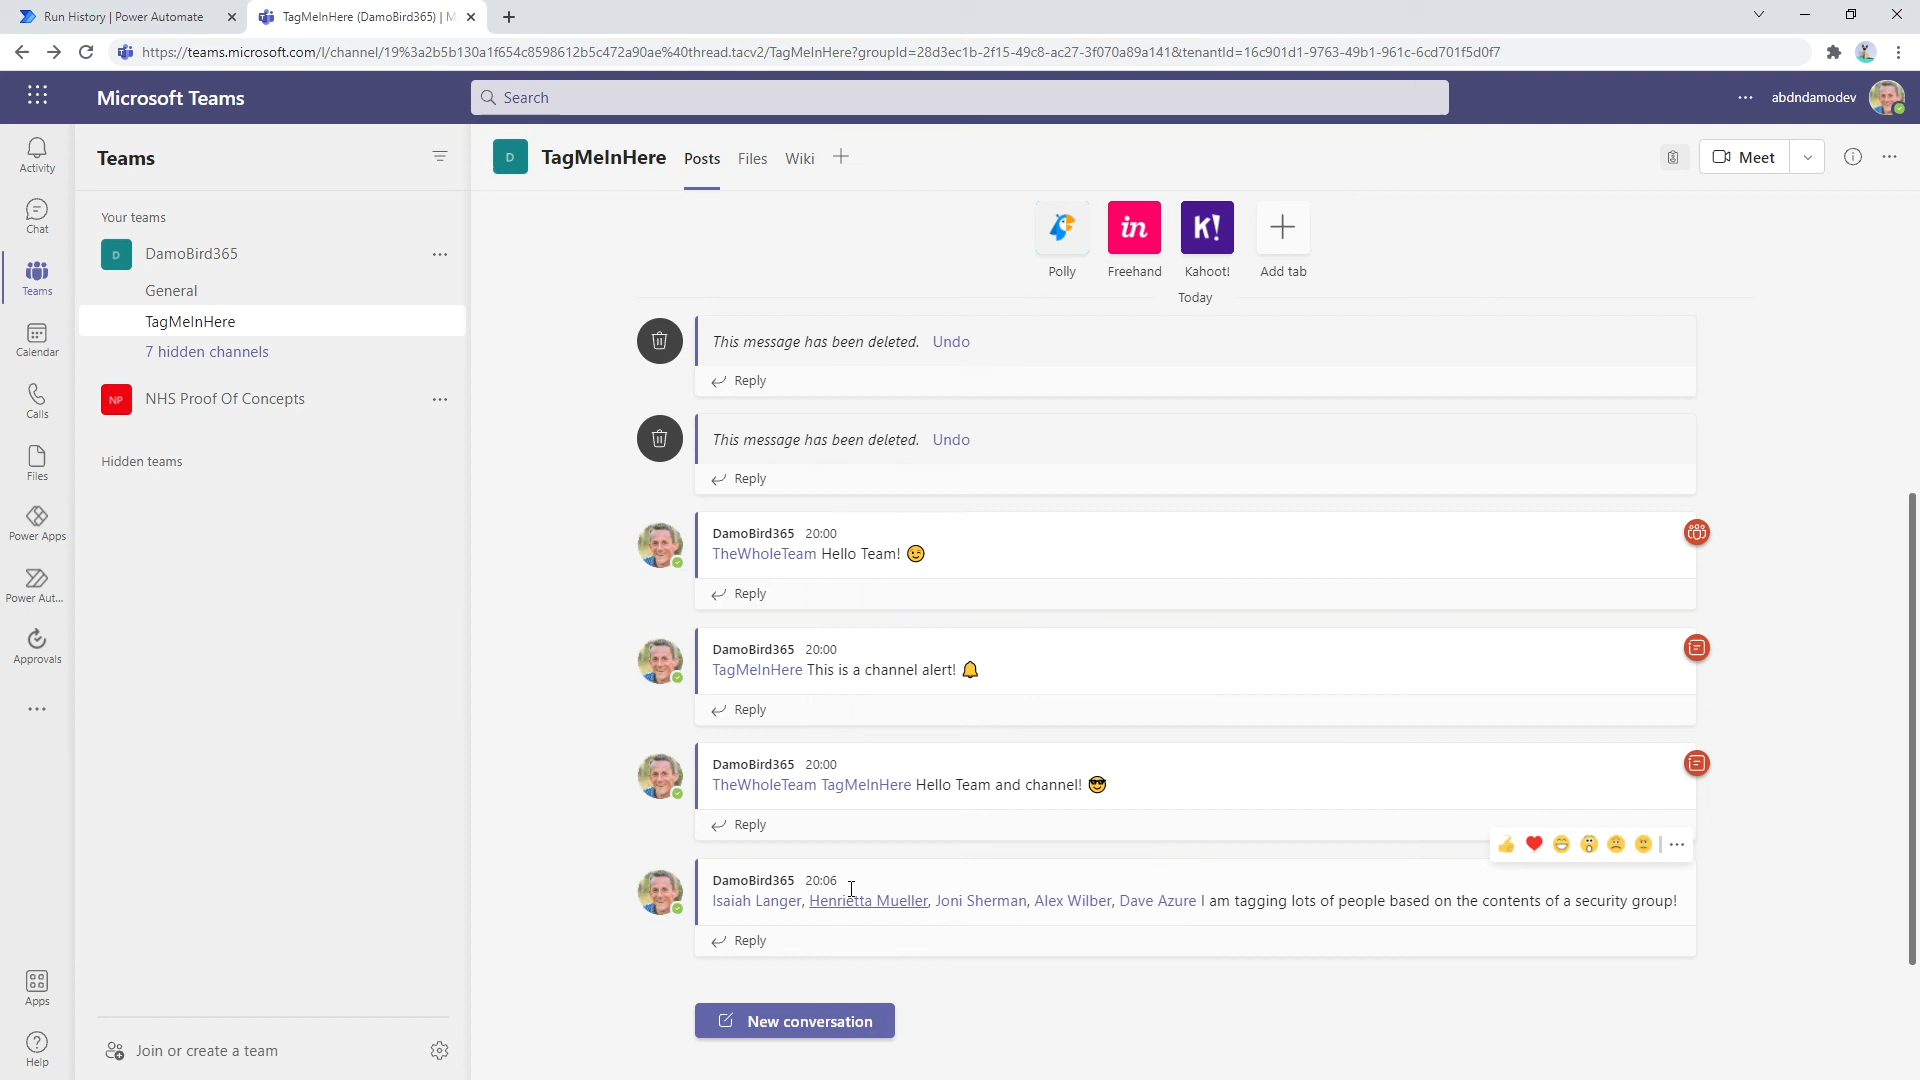 Run History | Power Automate
TagMeInHere (DamoBird365) | M
https://teams.microsoft.com/l/channel/19%3a2b5b130a1f654c8598612b5c472a90ae%40thread.tacv2/TagMeInHere?groupId=28d3ec1b-2f15-49c8-ac27-3f070a89a141&tenantId=16c901d1-9763-49b1-961c-6cd701f5d0f7
Microsoft Teams
Search
abdndamodev
Activity
Chat
Teams
Calendar
Calls
Files
Power Apps
Power Aut...
Approvals
Apps
Help
Teams
Your teams
D DamoBird365
General
TagMeInHere
7 hidden channels
NP NHS Proof Of Concepts
Hidden teams
Join or create a team
D TagMeInHere Posts Files Wiki
Meet
in K!
Polly Freehand Kahoot! Add tab
Today
This message has been deleted. Undo
Reply
This message has been deleted. Undo
Reply
DamoBird365 20:00
TheWholeTeam Hello Team! 😉
Reply
DamoBird365 20:00
TagMeInHere This is a channel alert! 🔔
Reply
DamoBird365 20:00
TheWholeTeam TagMeInHere Hello Team and channel! 😎
Reply
DamoBird365 20:06
Isaiah Langer, Henrietta Mueller, Joni Sherman, Alex Wilber, Dave Azure I am tagging lots of people based on the contents of a security group!
Reply
New conversation